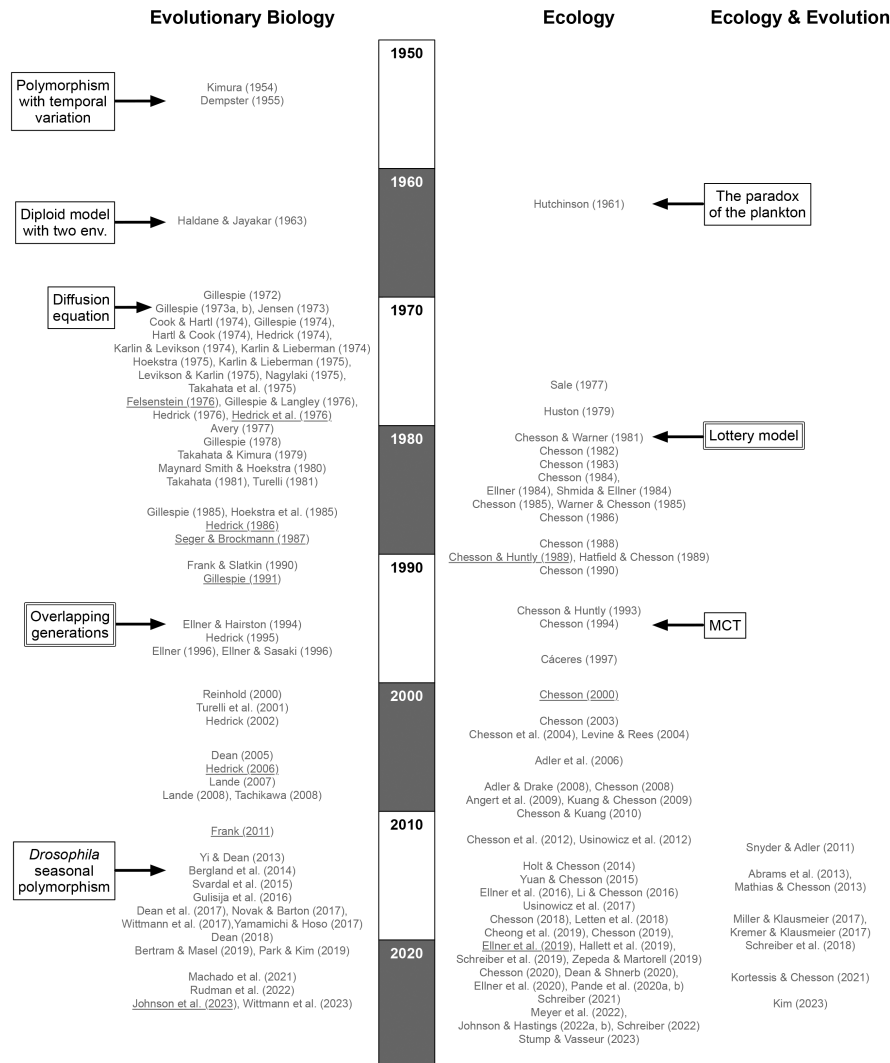 Evolutionary Biology
Ecology
Ecology & Evolution
1950
Polymorphism
with temporal
variation
Kimura (1954)
Dempster (1955)
1960
Diploid model
with two env.
Haldane & Jayakar (1963)
Hutchinson (1961)
The paradox
of the plankton
Diffusion
equation
Gillespie (1972)
Gillespie (1973a, b), Jensen (1973)
Cook & Hartl (1974), Gillespie (1974),
Hartl & Cook (1974), Hedrick (1974),
Karlin & Levikson (1974), Karlin & Lieberman (1974)
Hoekstra (1975), Karlin & Lieberman (1975),
Levikson & Karlin (1975), Nagylaki (1975),
Takahata et al. (1975)
Felsenstein (1976), Gillespie & Langley (1976),
Hedrick (1976), Hedrick et al. (1976)
Avery (1977)
Gillespie (1978)
Takahata & Kimura (1979)
Maynard Smith & Hoekstra (1980)
Takahata (1981), Turelli (1981)
1970
Sale (1977)
Huston (1979)
1980
Chesson & Warner (1981)
Lottery model
Chesson (1982)
Chesson (1983)
Chesson (1984),
Ellner (1984), Shmida & Ellner (1984)
Chesson (1985), Warner & Chesson (1985)
Chesson (1986)
Gillespie (1985), Hoekstra et al. (1985)
Hedrick (1986)
Seger & Brockmann (1987)
Chesson (1988)
Chesson & Huntly (1989), Hatfield & Chesson (1989)
Chesson (1990)
Frank & Slatkin (1990)
Gillespie (1991)
1990
Overlapping
generations
Ellner & Hairston (1994)
Hedrick (1995)
Ellner (1996), Ellner & Sasaki (1996)
Chesson & Huntly (1993)
Chesson (1994)
MCT
Cáceres (1997)
Reinhold (2000)
Turelli et al. (2001)
Hedrick (2002)
2000
Chesson (2000)
Chesson (2003)
Chesson et al. (2004), Levine & Rees (2004)
Dean (2005)
Hedrick (2006)
Lande (2007)
Lande (2008), Tachikawa (2008)
Adler et al. (2006)
Adler & Drake (2008), Chesson (2008)
Angert et al. (2009), Kuang & Chesson (2009)
Chesson & Kuang (2010)
Frank (2011)
2010
Chesson et al. (2012), Usinowicz et al. (2012)
Snyder & Adler (2011)
Drosophila
seasonal
polymorphism
Yi & Dean (2013)
Bergland et al. (2014)
Svardal et al. (2015)
Gulisija et al. (2016)
Dean et al. (2017), Novak & Barton (2017),
Wittmann et al. (2017),Yamamichi & Hoso (2017)
Dean (2018)
Bertram & Masel (2019), Park & Kim (2019)
Holt & Chesson (2014)
Yuan & Chesson (2015)
Ellner et al. (2016), Li & Chesson (2016)
Usinowicz et al. (2017)
Chesson (2018), Letten et al. (2018)
Cheong et al. (2019), Chesson (2019),
Ellner et al. (2019), Hallett et al. (2019),
Schreiber et al. (2019), Zepeda & Martorell (2019)
Chesson (2020), Dean & Shnerb (2020),
Ellner et al. (2020), Pande et al. (2020a, b)
Schreiber (2021)
Meyer et al. (2022),
Johnson & Hastings (2022a, b), Schreiber (2022)
Stump & Vasseur (2023)
Abrams et al. (2013),
Mathias & Chesson (2013)
Miller & Klausmeier (2017),
Kremer & Klausmeier (2017)
Schreiber et al. (2018)
Kortessis & Chesson (2021)
Kim (2023)
2020
Machado et al. (2021)
Rudman et al. (2022)
Johnson et al. (2023), Wittmann et al. (2023)